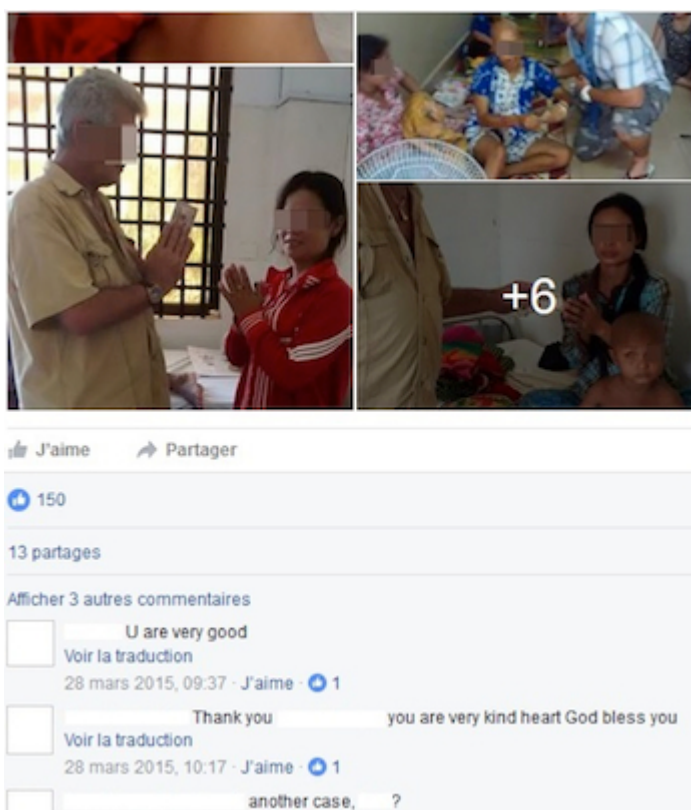 +6
J'aime Partager
150
13 partages
Afficher 3 autres commentaires
U are very good
Voir la traduction
28 mars 2015, 09:37 · J'aime · 1
Thank you you are very kind heart God bless you
Voir la traduction
28 mars 2015, 10:17 · J'aime · 1
another case, ?